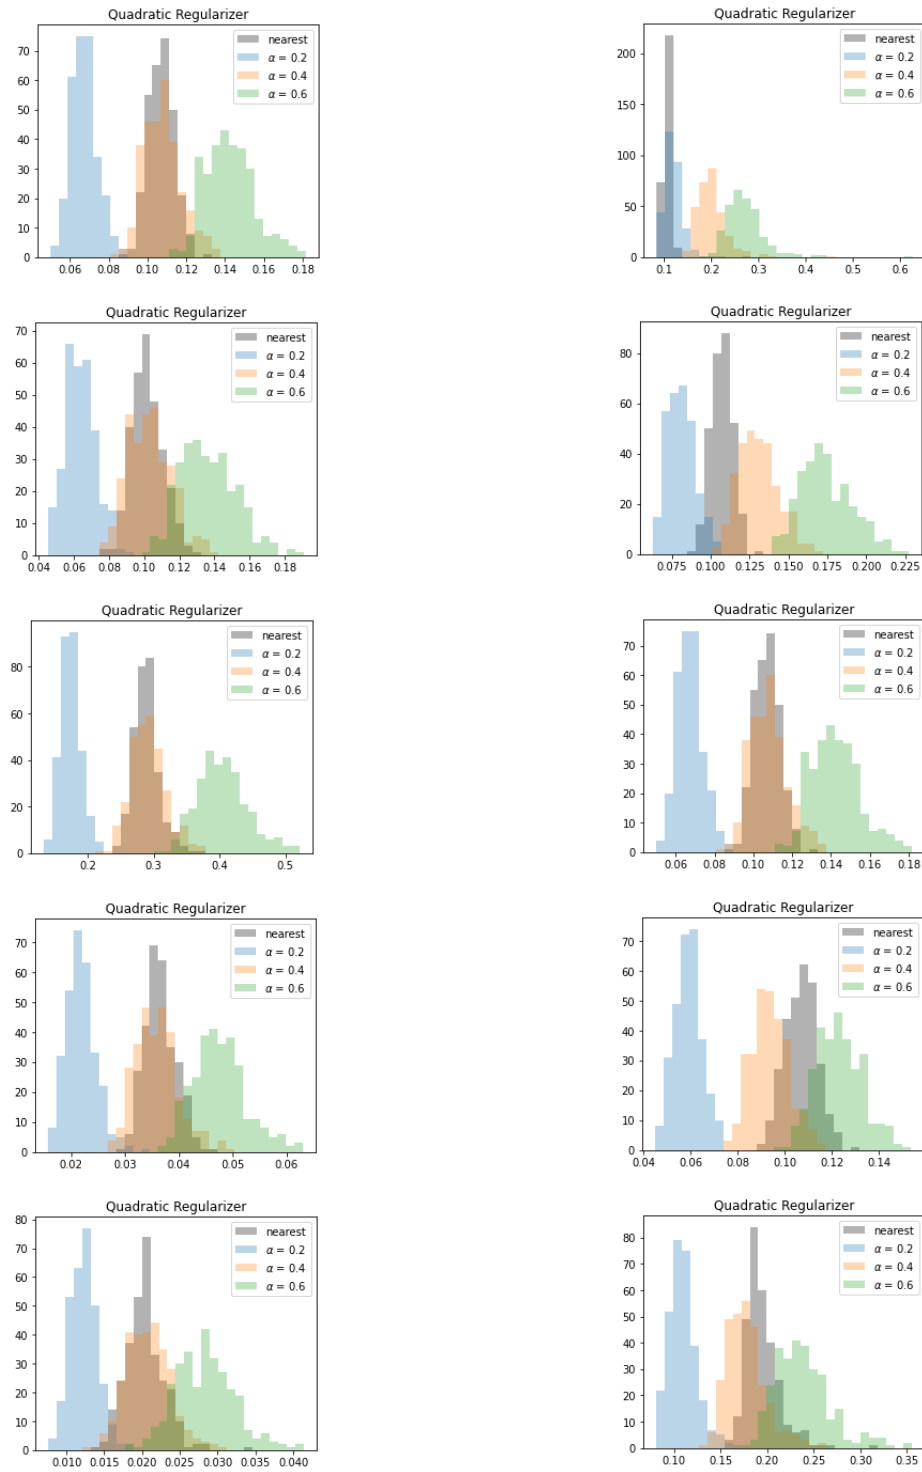 Quadratic Regularizer
70
60
50
40
30
20
10
0
0.06 0.08 0.10 0.12 0.14 0.16 0.18
nearest
α = 0.2
α = 0.4
α = 0.6
Quadratic Regularizer
200
150
100
50
0
0.1 0.2 0.3 0.4 0.5 0.6
nearest
α = 0.2
α = 0.4
α = 0.6
Quadratic Regularizer
70
60
50
40
30
20
10
0
0.04 0.06 0.08 0.10 0.12 0.14 0.16 0.18
nearest
α = 0.2
α = 0.4
α = 0.6
Quadratic Regularizer
80
60
40
20
0
0.075 0.100 0.125 0.150 0.175 0.200 0.225
nearest
α = 0.2
α = 0.4
α = 0.6
Quadratic Regularizer
80
60
40
20
0
0.2 0.3 0.4 0.5
nearest
α = 0.2
α = 0.4
α = 0.6
Quadratic Regularizer
70
60
50
40
30
20
10
0
0.06 0.08 0.10 0.12 0.14 0.16 0.18
nearest
α = 0.2
α = 0.4
α = 0.6
Quadratic Regularizer
70
60
50
40
30
20
10
0
0.02 0.03 0.04 0.05 0.06
nearest
α = 0.2
α = 0.4
α = 0.6
Quadratic Regularizer
70
60
50
40
30
20
10
0
0.04 0.06 0.08 0.10 0.12 0.14
nearest
α = 0.2
α = 0.4
α = 0.6
Quadratic Regularizer
80
70
60
50
40
30
20
10
0
0.010 0.015 0.020 0.025 0.030 0.035 0.040
nearest
α = 0.2
α = 0.4
α = 0.6
Quadratic Regularizer
80
70
60
50
40
30
20
10
0
0.10 0.15 0.20 0.25 0.30 0.35
nearest
α = 0.2
α = 0.4
α = 0.6